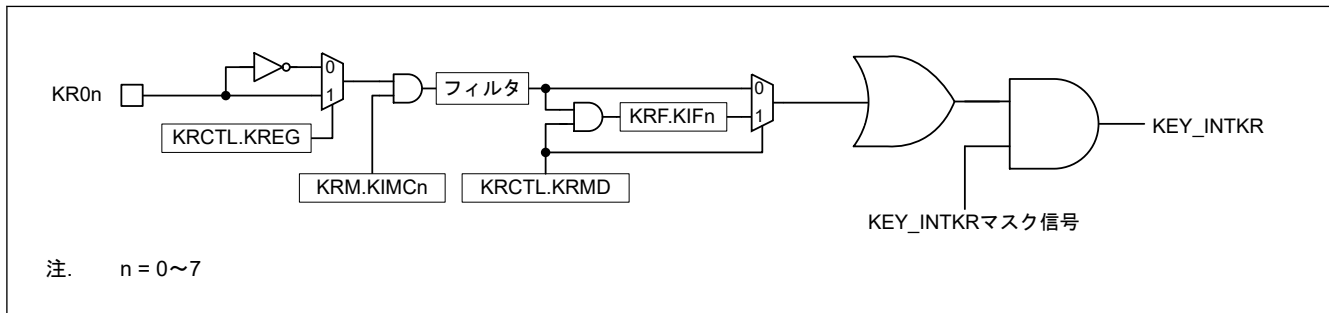 KR0n
0
1
KRCTL.KREG
KRM.KIMCn
フィルタ
KRF.KIFn
KRCTL.KRMD
0
1
KEY_INTKR
KEY_INTKRマスク信号
注. n = 0～7